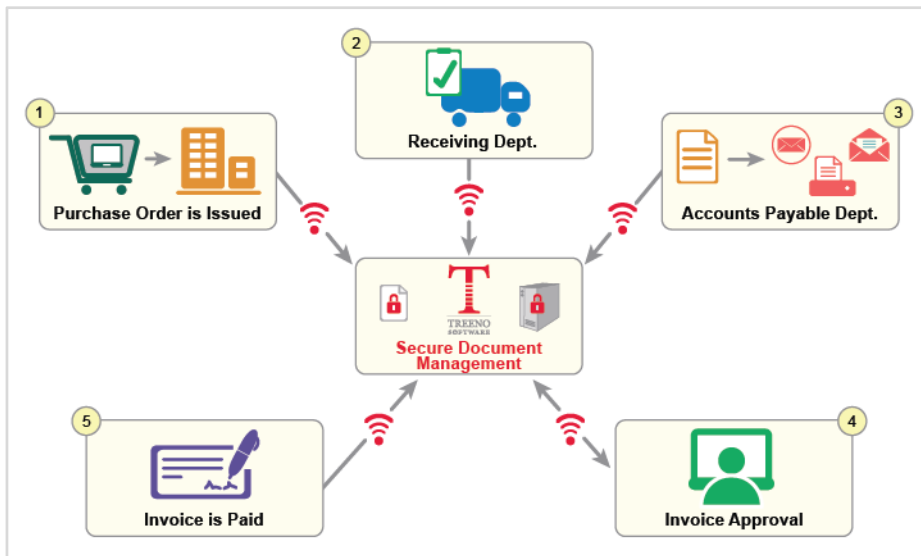 1
Purchase Order is Issued
2
Receiving Dept.
3
Accounts Payable Dept.
T
TREENO
SOFTWARE
Secure Document
Management
4
Invoice Approval
5
Invoice is Paid